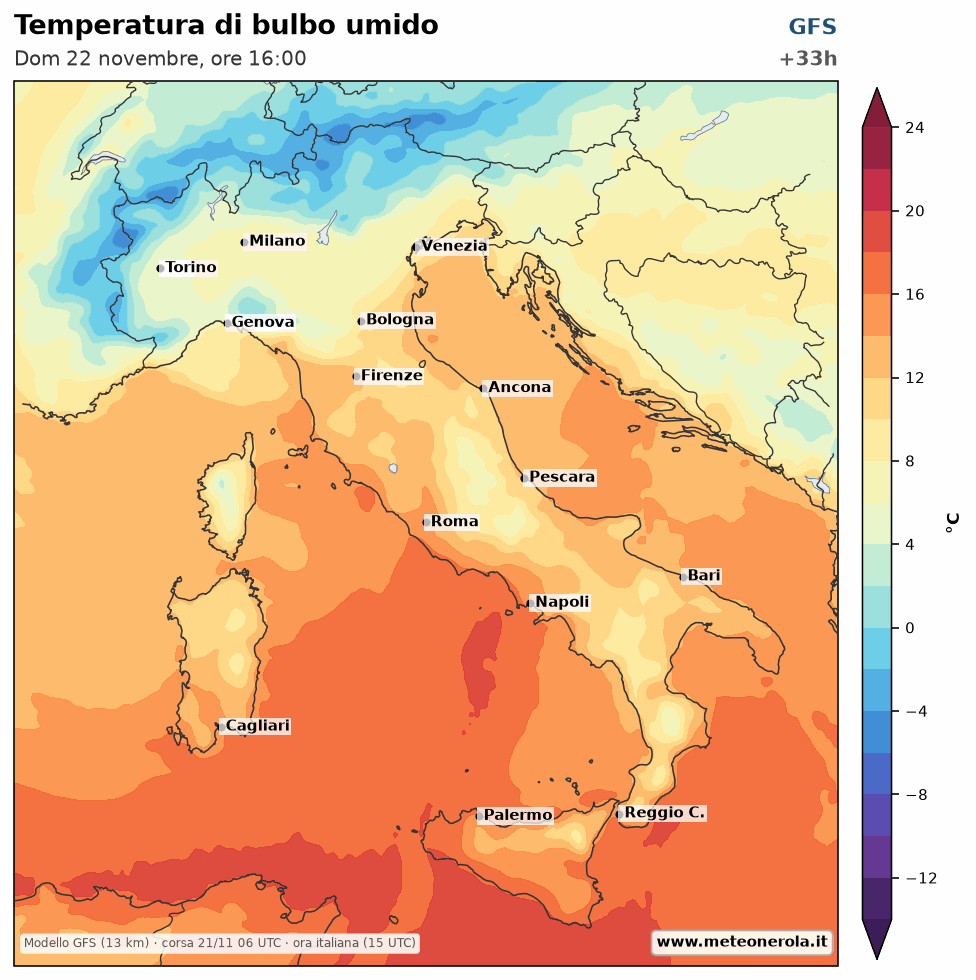 Temperatura di bulbo umido
GFS
Dom 22 novembre, ore 16:00
+33h
Milano
Venezia
Torino
Genova
Bologna
Firenze
Ancona
Pescara
Roma
Bari
Napoli
Cagliari
Palermo
Reggio C.
24
20
16
12
8
4
0
−4
−8
−12
°C
Modello GFS (13 km) · corsa 21/11 06 UTC · ora italiana (15 UTC)
www.meteonerola.it